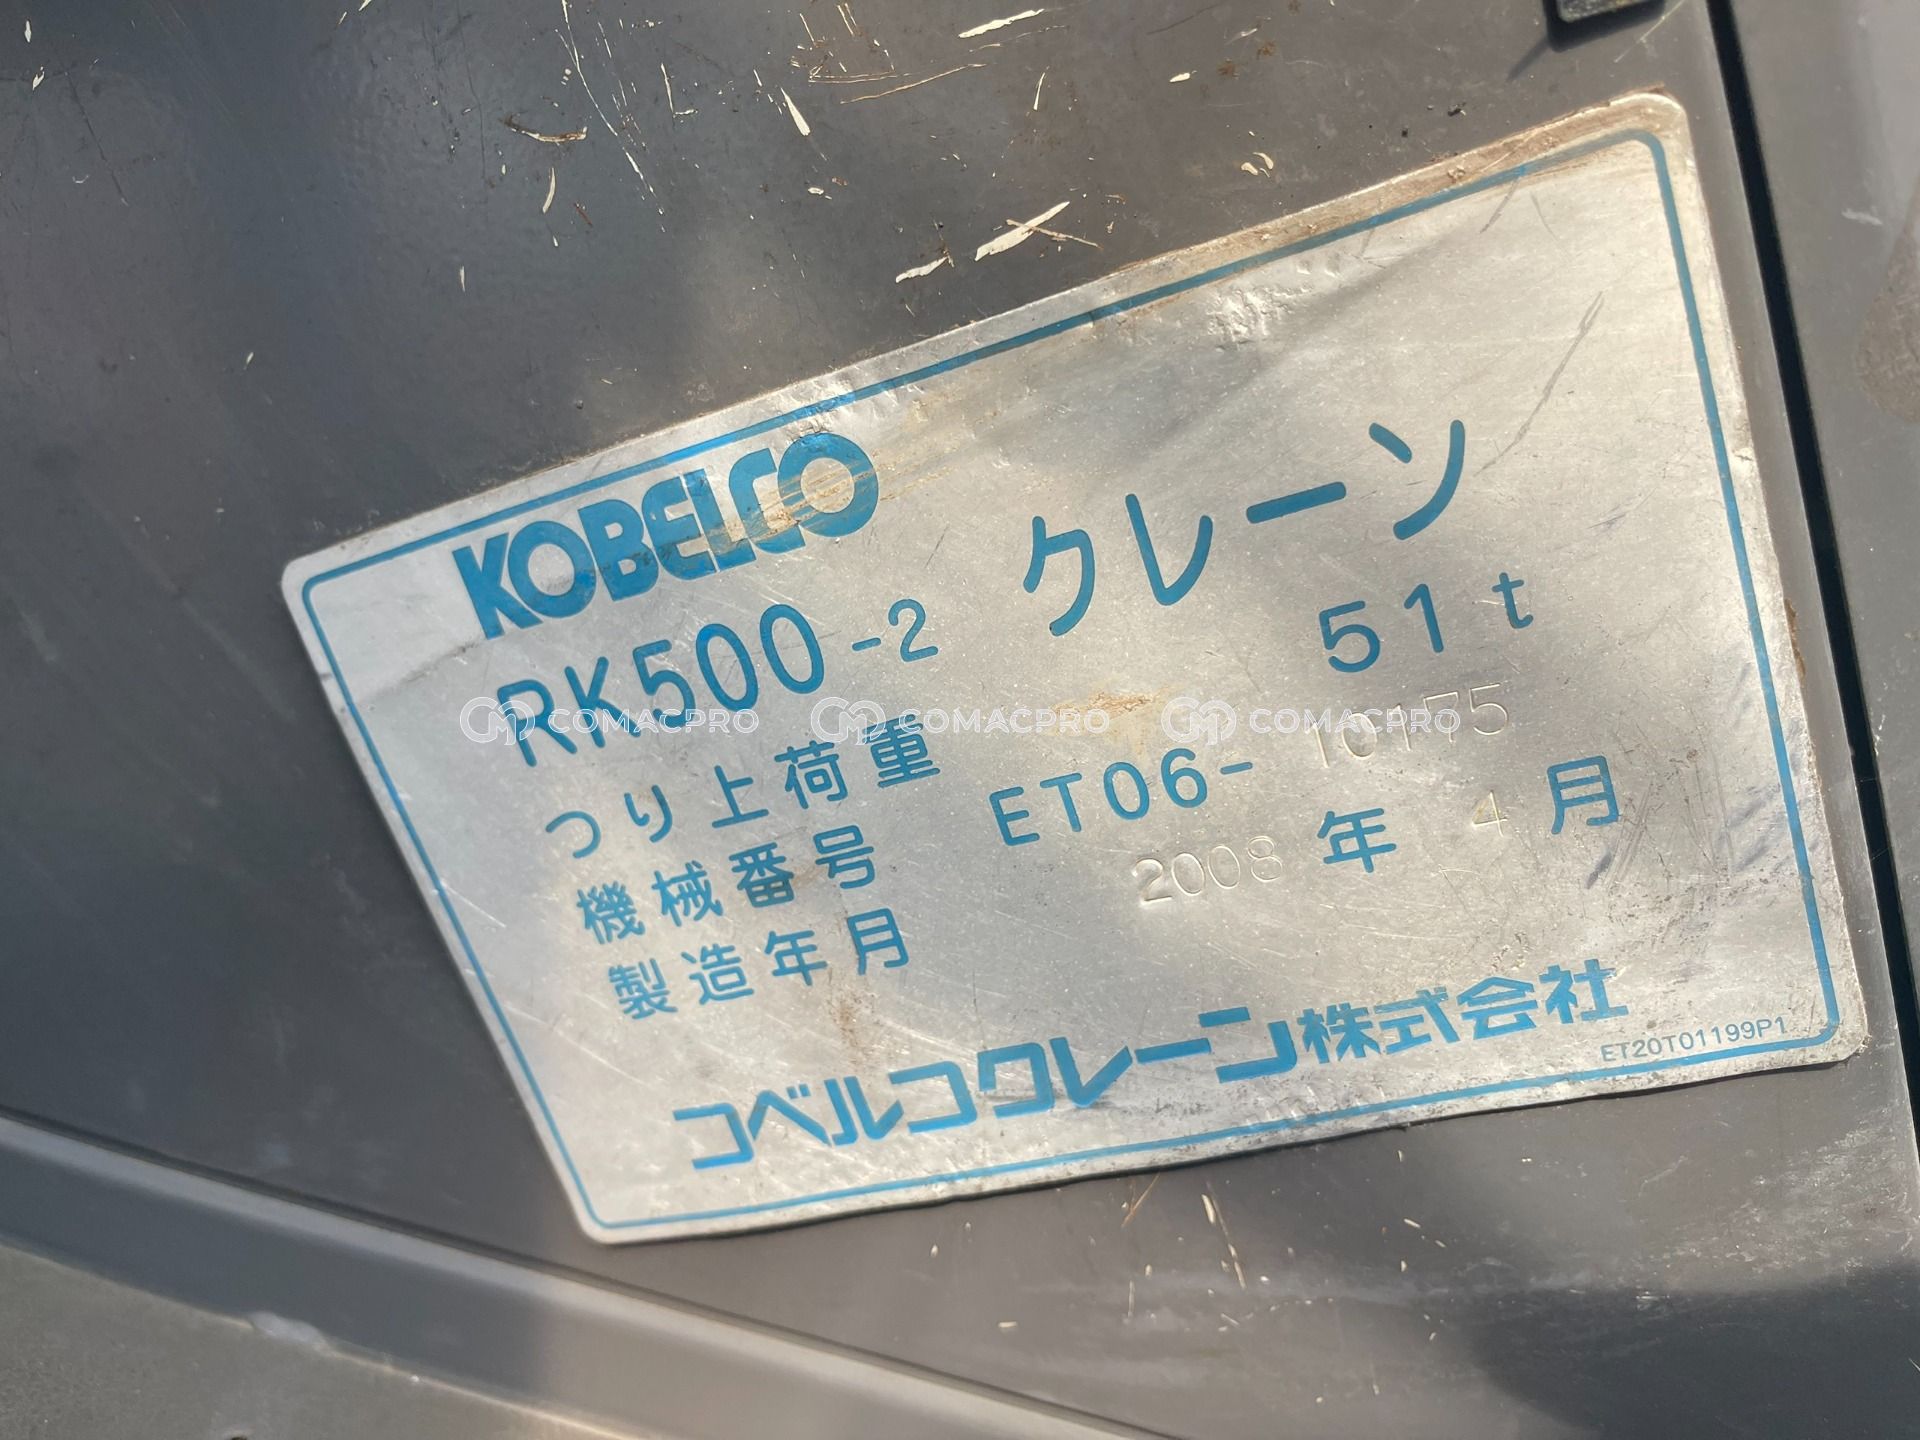 KOBELCO
RK500-2 クレーン
つり上荷重 51t
機械番号 ET06- 10175
製造年月 2008 年 4 月
コベルコクレーン株式会社
ET20T01199P1
COMACPRO COMACPRO COMACPRO